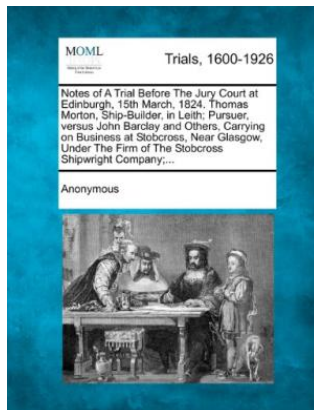 MOML
Trials, 1600-1926
Notes of A Trial Before The Jury Court at
Edinburgh, 15th March, 1824. Thomas
Morton, Ship-Builder, in Leith; Pursuer,
versus John Barclay and Others, Carrying
on Business at Stobcross, Near Glasgow,
Under The Firm of The Stobcross
Shipwright Company;...
Anonymous